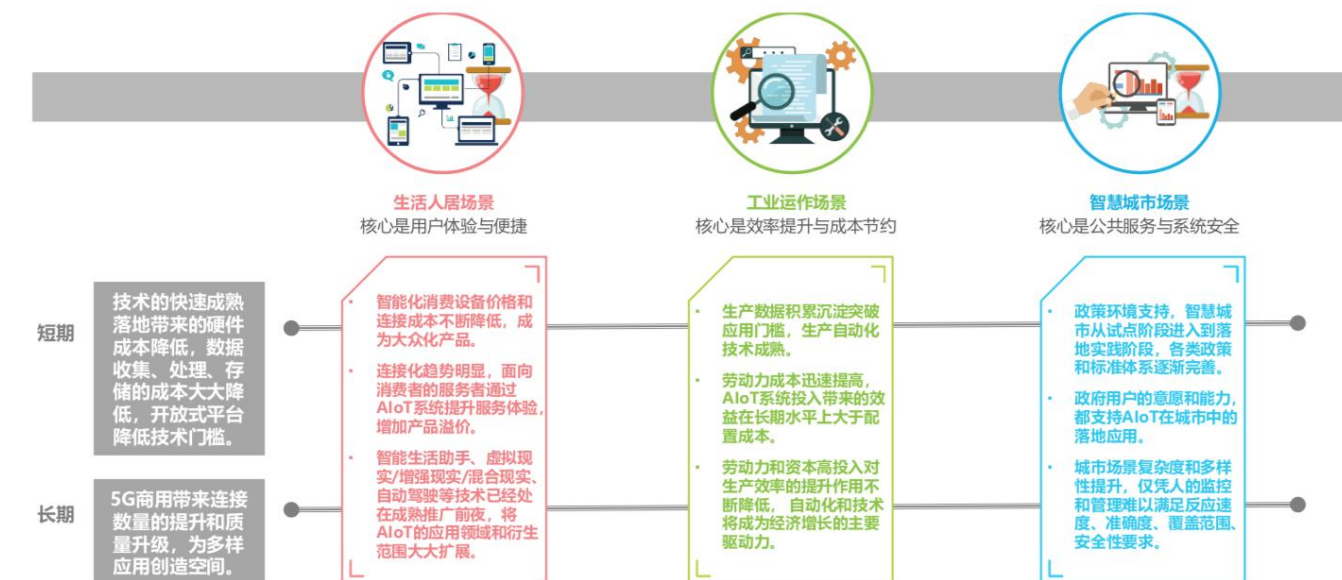 生活人居场景
核心是用户体验与便捷
工业运作场景
核心是效率提升与成本节约
智慧城市场景
核心是公共服务与系统安全
短期
技术的快速成熟
落地带来的硬件
成本降低，数据
收集、处理、存
储的成本大大降
低，开放式平台
降低技术门槛。
长期
5G商用带来连接
数量的提升和质
量升级，为多样
应用创造空间。
• 智能化消费设备价格和
连接成本不断降低，成
为大众化产品。
• 连接化趋势明显，面向
消费者的服务者通过
AIoT系统提升服务体验，
增加产品溢价。
• 智能生活助手、虚拟现
实/增强现实/混合现实、
自动驾驶等技术已经处
在成熟推广前夜，将
AIoT的应用领域和衍生
范围大大扩展。
• 生产数据积累沉淀突破
应用门槛，生产自动化
技术成熟。
• 劳动力成本迅速提高，
AIoT系统投入带来的效
益在长期水平上大于配
置成本。
• 劳动力和资本高投入对
生产效率的提升作用不
断降低， 自动化和技术
将成为经济增长的主要
驱动力。
• 政策环境支持，智慧城
市从试点阶段进入到落
地实践阶段，各类政策
和标准体系逐渐完善。
• 政府用户的意愿和能力，
都支持AIoT在城市中的
落地应用。
• 城市场景复杂度和多样
性提升，仅凭人的监控
和管理难以满足反应速
度、准确度、覆盖范围、
安全性要求。